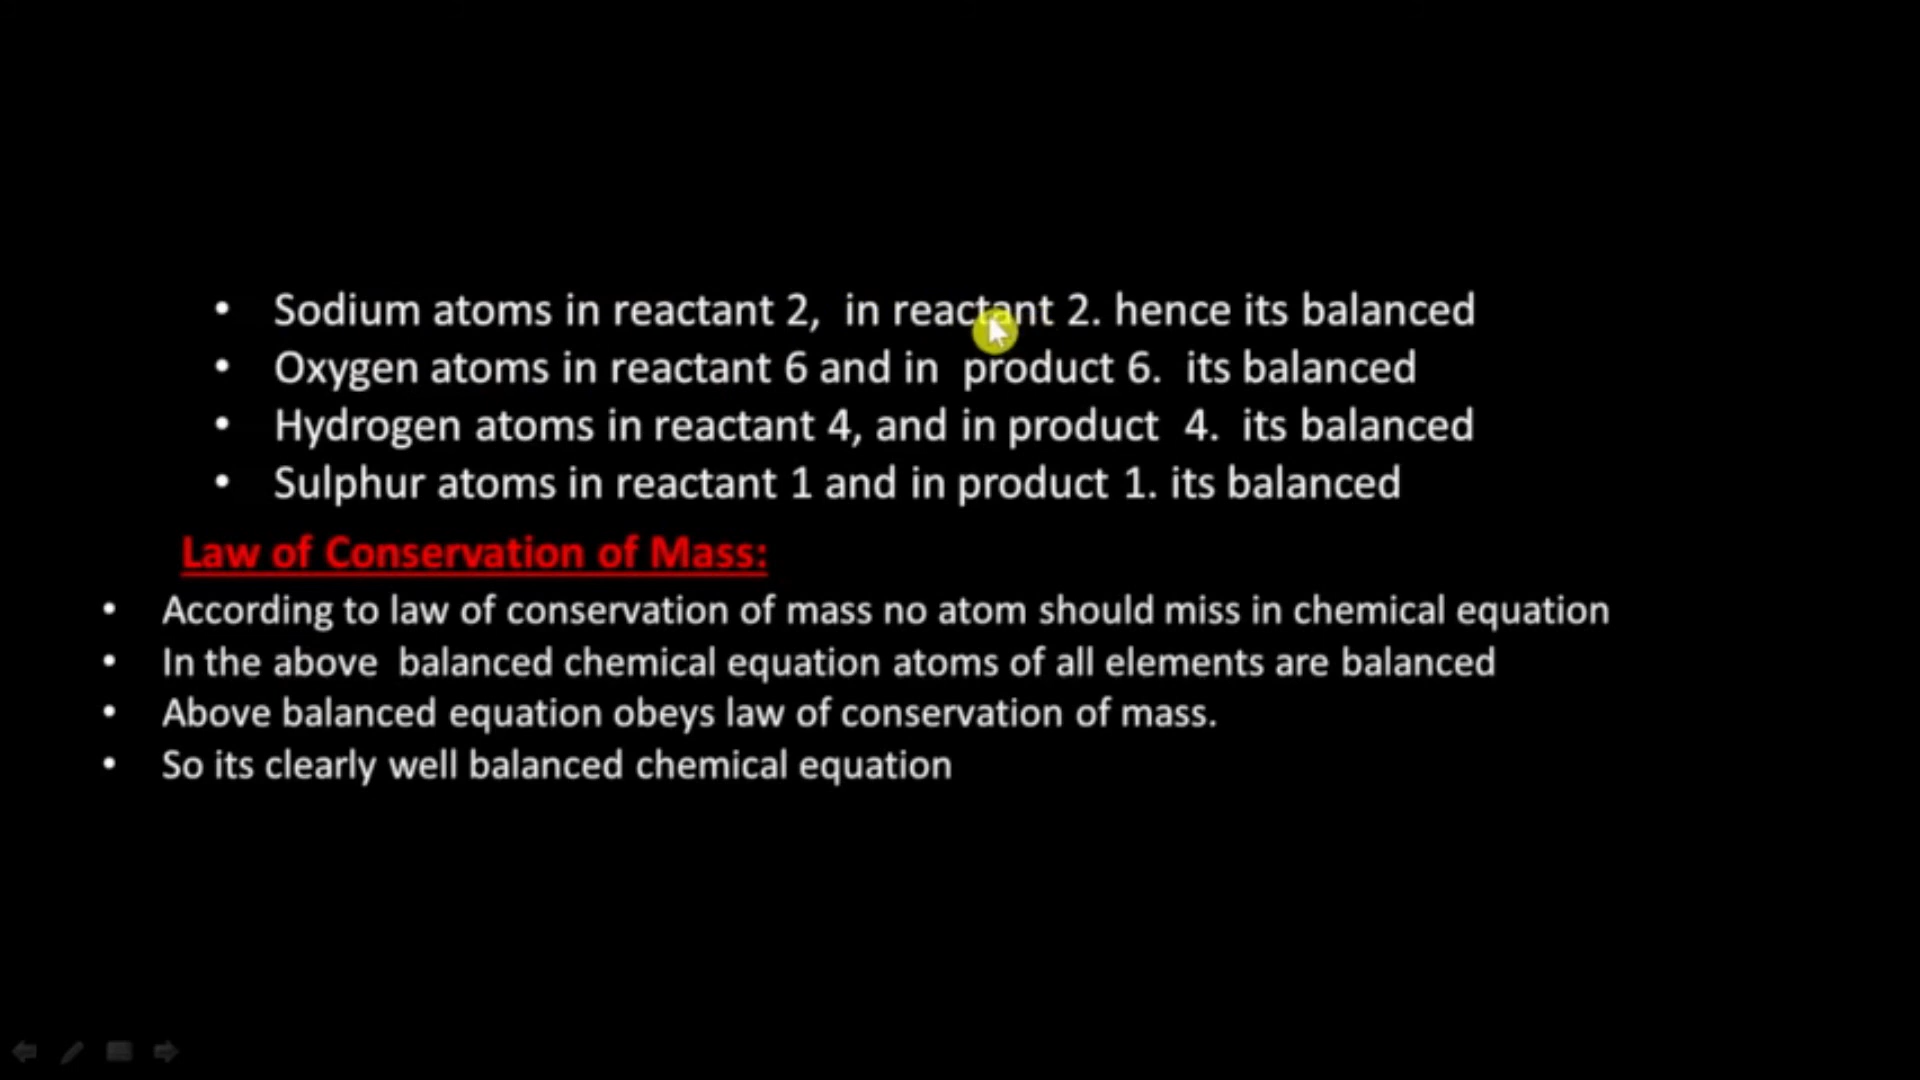 • Sodium atoms in reactant 2, in reactant 2. hence its balanced
• Oxygen atoms in reactant 6 and in product 6. its balanced
• Hydrogen atoms in reactant 4, and in product 4. its balanced
• Sulphur atoms in reactant 1 and in product 1. its balanced
Law of Conservation of Mass:
• According to law of conservation of mass no atom should miss in chemical equation
• In the above balanced chemical equation atoms of all elements are balanced
• Above balanced equation obeys law of conservation of mass.
• So its clearly well balanced chemical equation